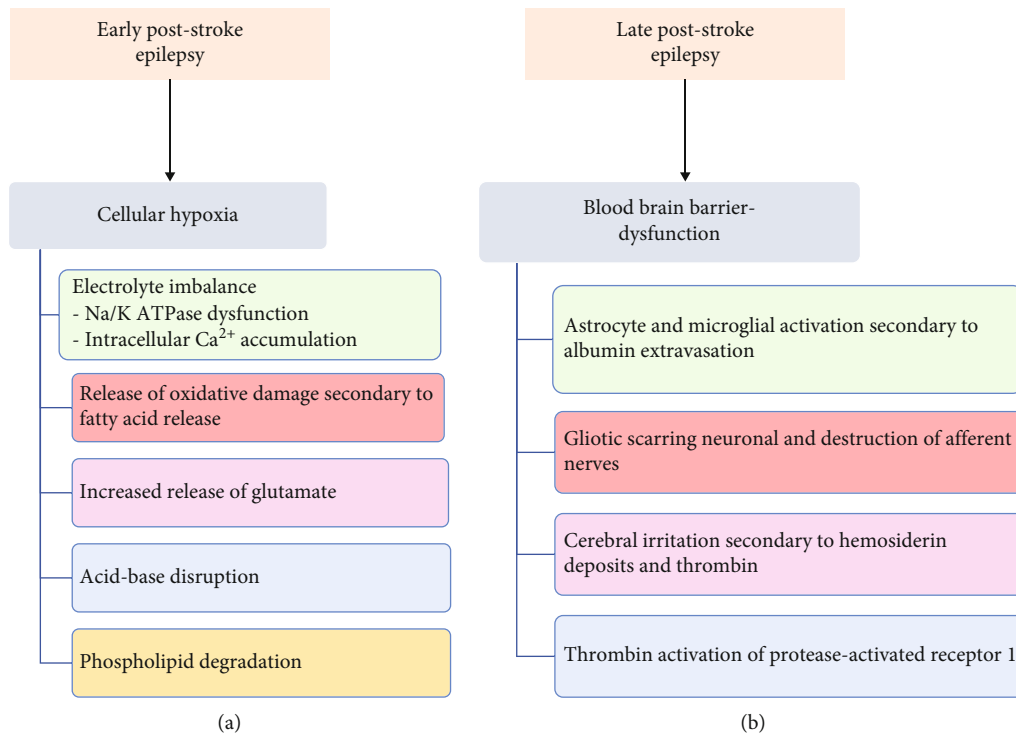 Early post-stroke
epilepsy
Cellular hypoxia
Electrolyte imbalance
- Na/K ATPase dysfunction
- Intracellular Ca²⁺ accumulation
Release of oxidative damage secondary to
fatty acid release
Increased release of glutamate
Acid-base disruption
Phospholipid degradation
(a)
Late post-stroke
epilepsy
Blood brain barrier-
dysfunction
Astrocyte and microglial activation secondary to
albumin extravasation
Gliotic scarring neuronal and destruction of afferent
nerves
Cerebral irritation secondary to hemosiderin
deposits and thrombin
Thrombin activation of protease-activated receptor 1
(b)